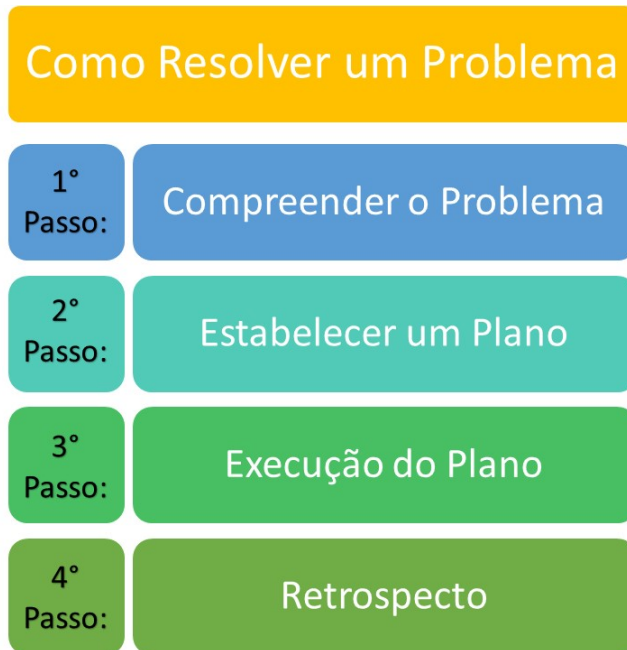 Como Resolver um Problema
1°
Passo:
Compreender o Problema
2°
Passo:
Estabelecer um Plano
3°
Passo:
Execução do Plano
4°
Passo:
Retrospecto